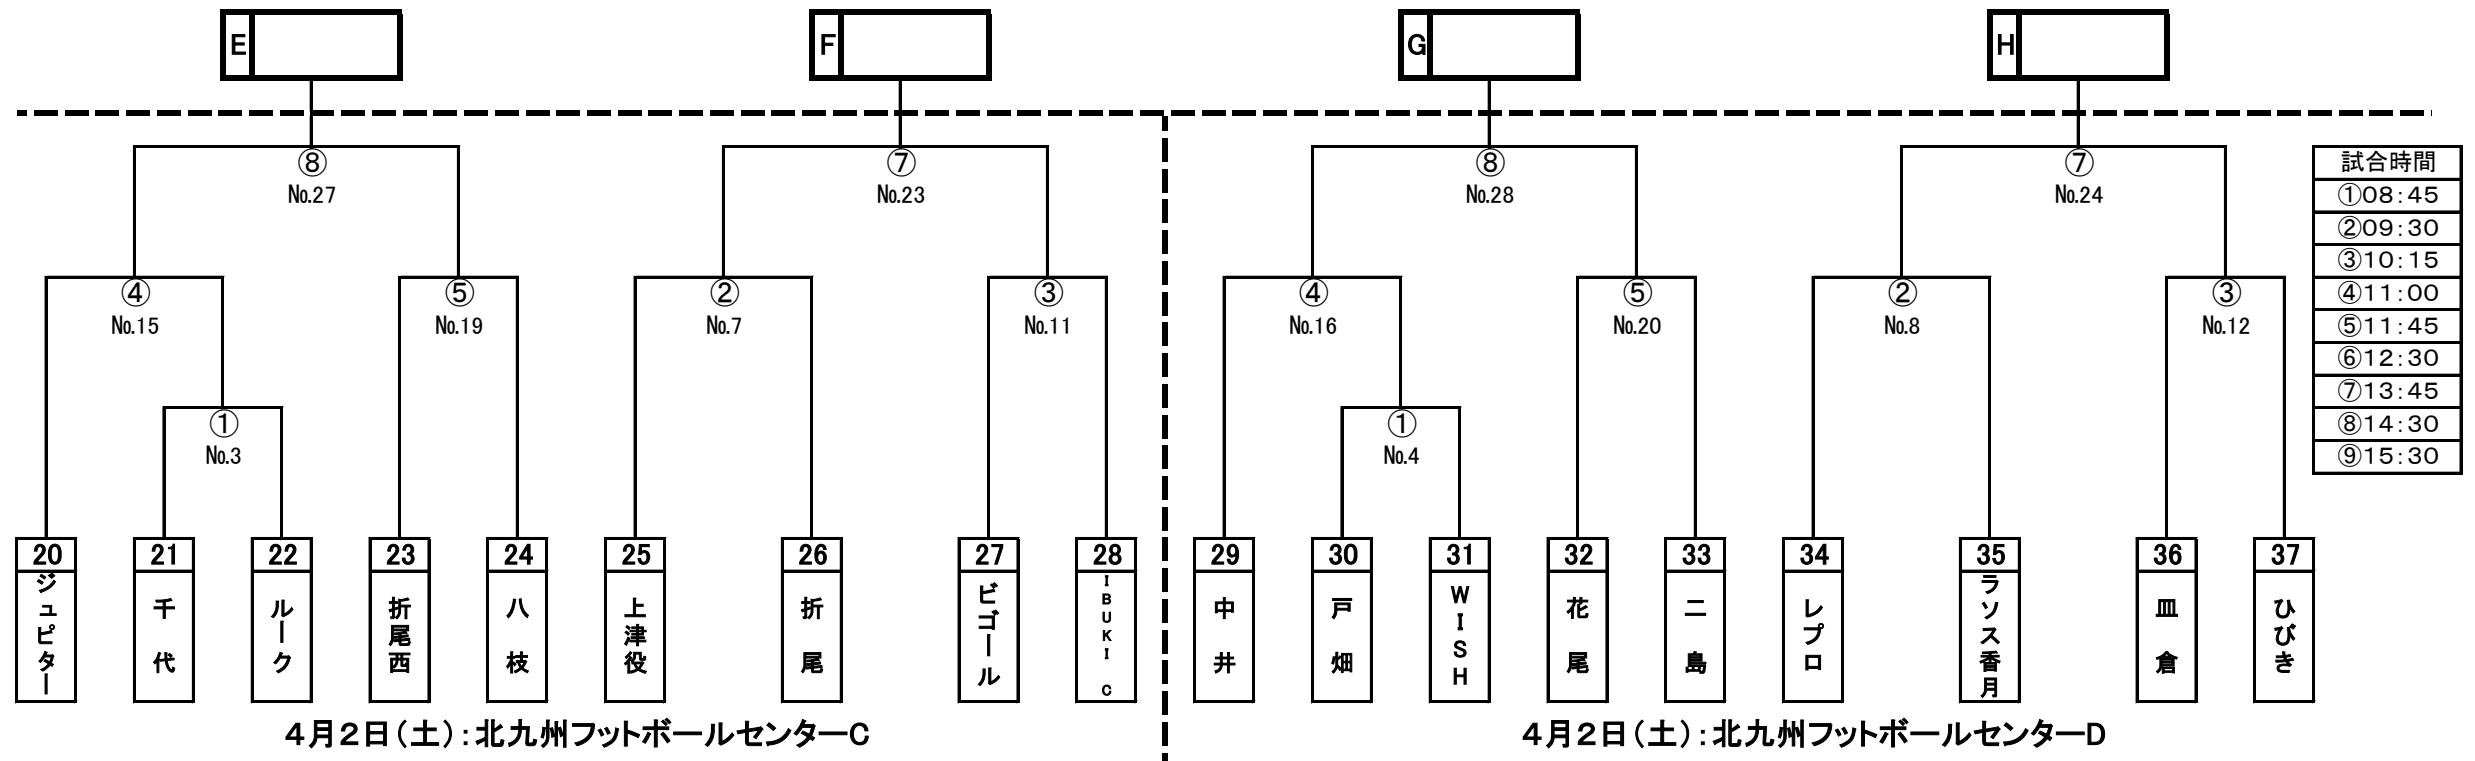 E
F
G
H
⑧
No.27
⑦
No.23
⑧
No.28
⑦
No.24
試合時間
①08:45
②09:30
③10:15
④11:00
⑤11:45
⑥12:30
⑦13:45
⑧14:30
⑨15:30
④
No.15
⑤
No.19
②
No.7
③
No.11
④
No.16
⑤
No.20
②
No.8
③
No.12
①
No.3
①
No.4
20
ジュピター
21
千代
22
ルーク
23
折尾西
24
八枝
25
上津役
26
折尾
27
ビゴール
28
IBUKI C
29
中井
30
戸畑
31
WISH
32
花尾
33
二島
34
レプロ
35
ラソス香月
36
皿倉
37
ひびき
4月2日(土):北九州フットボールセンターC
4月2日(土):北九州フットボールセンターD